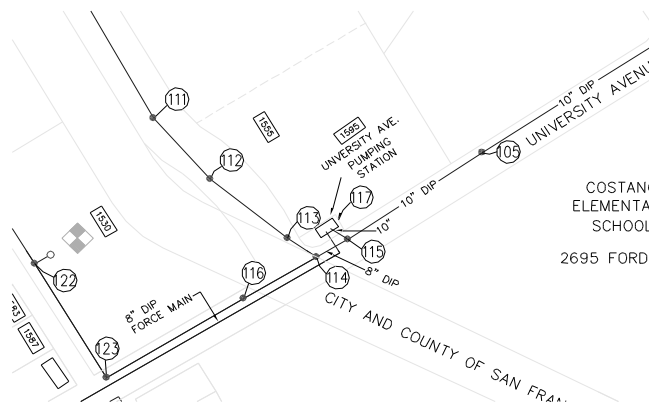 111
1555
1595
UNVERSITY AVE.
PUMPING
STATION
10" DIP
UNIVERSITY AVENU
105
112
117
10" DIP
10"
113
115
114
8" DIP
1530
COSTANO
ELEMENTA
SCHOOL
2695 FORD
122
116
8" DIP
FORCE MAIN
1587
123
CITY AND COUNTY OF SAN FRAN